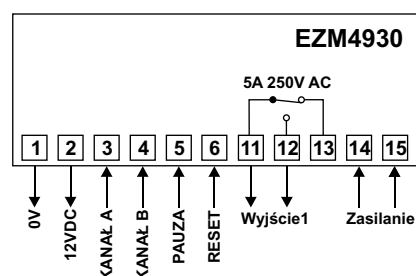 EZM4930
5A 250V AC
1 2 3 4 5 6 11 12 13 14 15
0V
12VDC
KANAŁ A
KANAŁ B
PAUZA
RESET
Wyjście1
Zasilanie